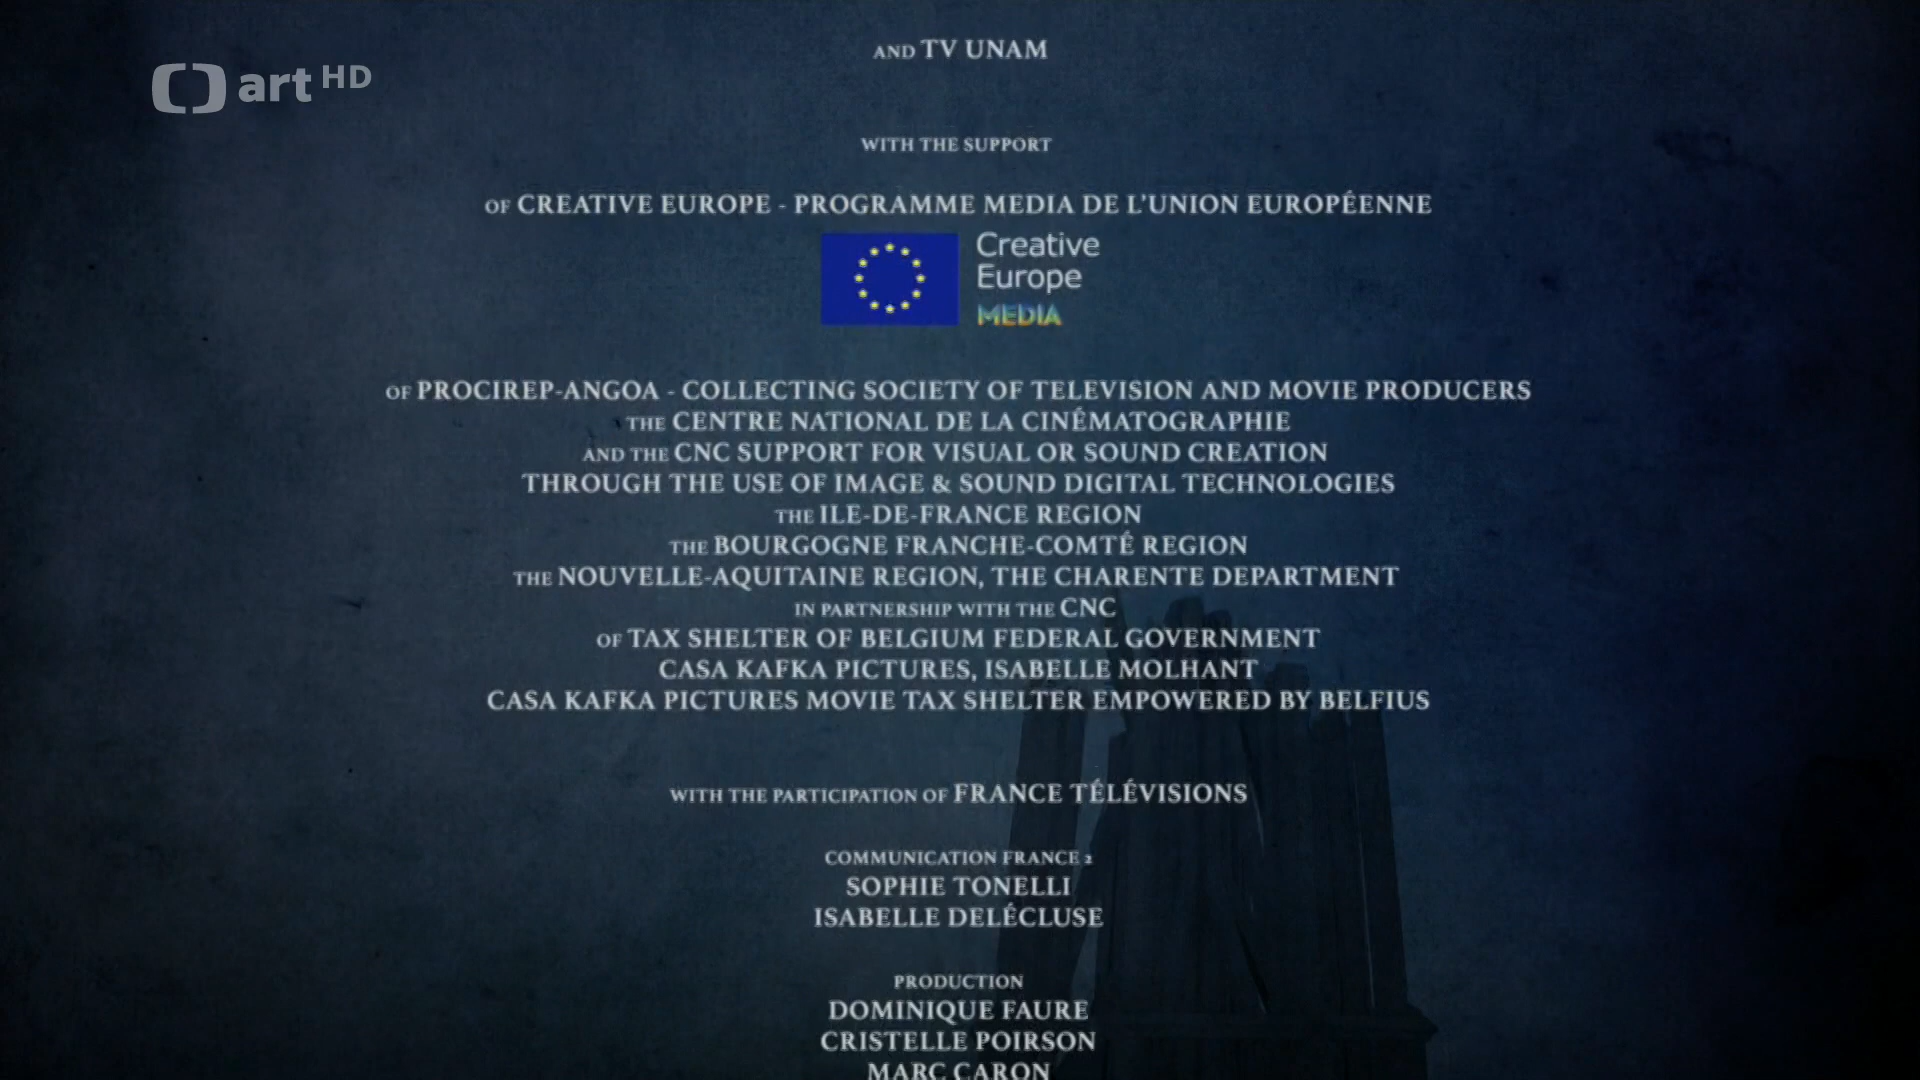 art HD
AND TV UNAM
WITH THE SUPPORT
OF CREATIVE EUROPE - PROGRAMME MEDIA DE L'UNION EUROPÉENNE
Creative
Europe
MEDIA
OF PROCIREP-ANGOA - COLLECTING SOCIETY OF TELEVISION AND MOVIE PRODUCERS
THE CENTRE NATIONAL DE LA CINÉMATOGRAPHIE
AND THE CNC SUPPORT FOR VISUAL OR SOUND CREATION
THROUGH THE USE OF IMAGE & SOUND DIGITAL TECHNOLOGIES
THE ILE-DE-FRANCE REGION
THE BOURGOGNE FRANCHE-COMTÉ REGION
THE NOUVELLE-AQUITAINE REGION, THE CHARENTE DEPARTMENT
IN PARTNERSHIP WITH THE CNC
OF TAX SHELTER OF BELGIUM FEDERAL GOVERNMENT
CASA KAFKA PICTURES, ISABELLE MOLHANT
CASA KAFKA PICTURES MOVIE TAX SHELTER EMPOWERED BY BELFIUS
WITH THE PARTICIPATION OF FRANCE TÉLÉVISIONS
COMMUNICATION FRANCE 2
SOPHIE TONELLI
ISABELLE DELÉCLUSE
PRODUCTION
DOMINIQUE FAURE
CRISTELLE POIRSON
MARC CARON